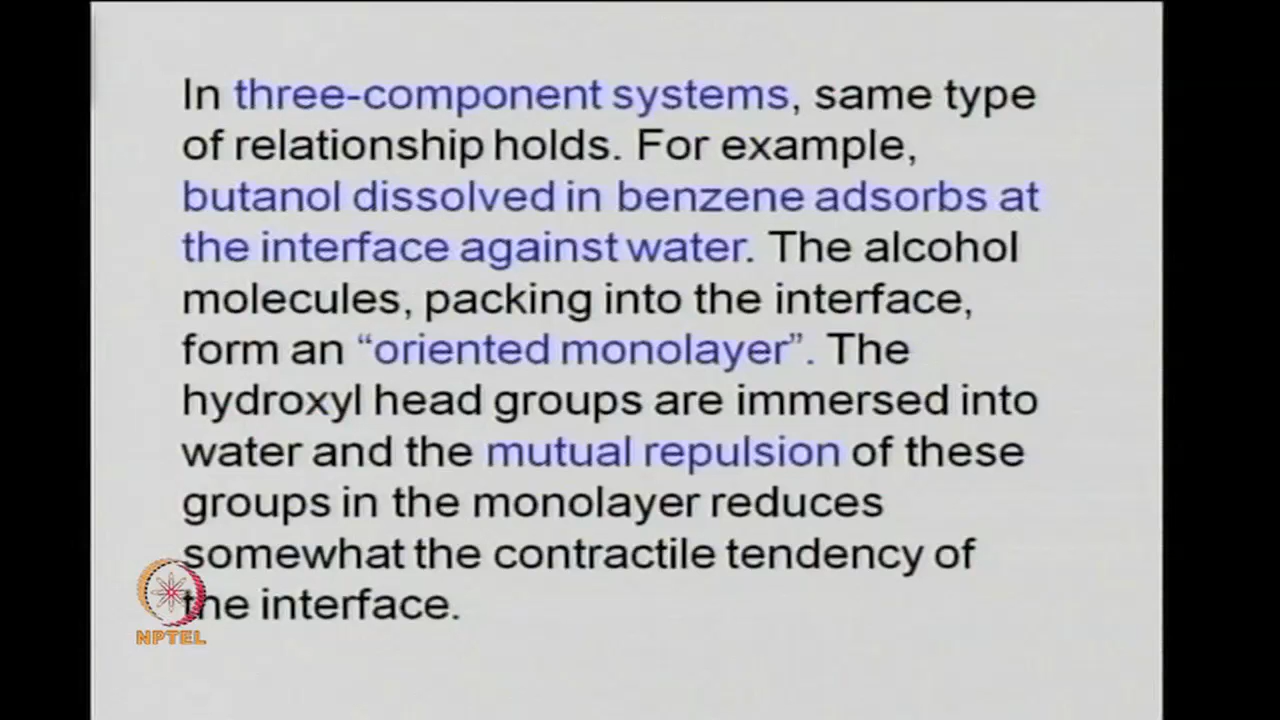 In three-component systems, same type
of relationship holds. For example,
butanol dissolved in benzene adsorbs at
the interface against water. The alcohol
molecules, packing into the interface,
form an “oriented monolayer”. The
hydroxyl head groups are immersed into
water and the mutual repulsion of these
groups in the monolayer reduces
somewhat the contractile tendency of
the interface.
NPTEL